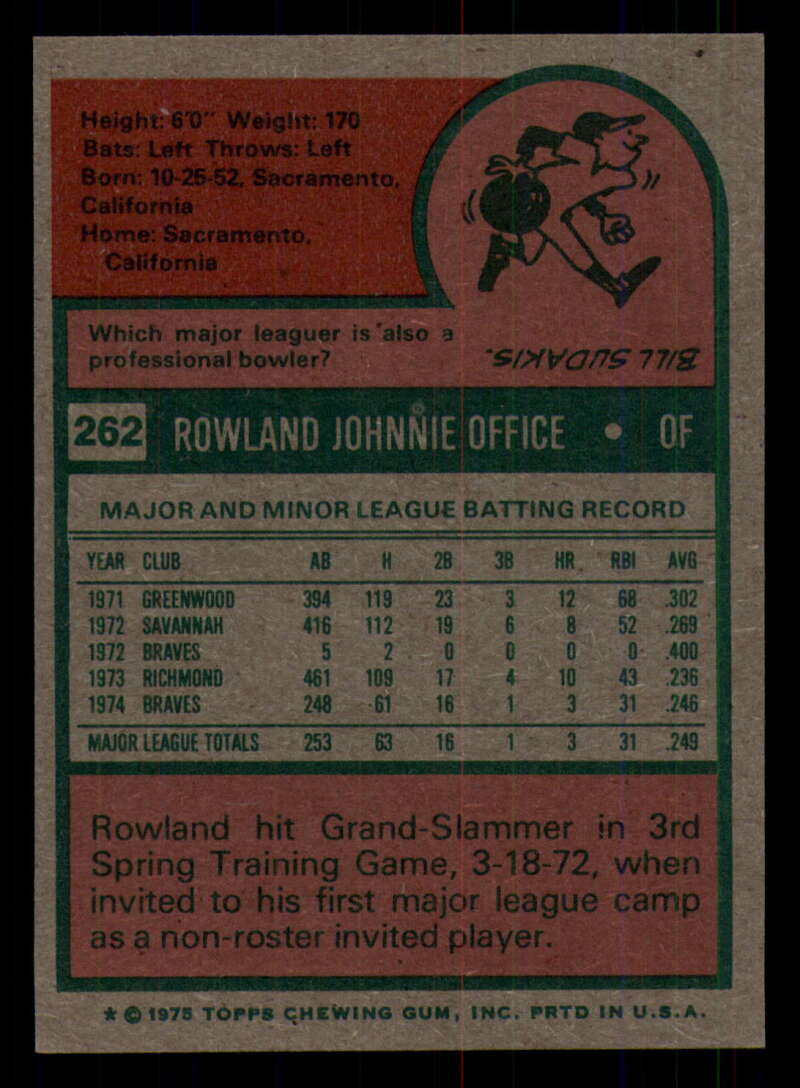 Height: 6'0" Weight: 170
Bats: Left Throws: Left
Born: 10-25-52, Sacramento,
California
Home: Sacramento,
California
Which major leaguer is also a
professional bowler?
BILL SUDAKIS.
262 ROWLAND JOHNNIE OFFICE • OF
MAJOR AND MINOR LEAGUE BATTING RECORD
YEAR CLUB AB H 2B 3B HR RBI AVG
1971 GREENWOOD 394 119 23 3 12 68 .302
1972 SAVANNAH 416 112 19 6 8 52 .269
1972 BRAVES 5 2 0 0 0 0 .400
1973 RICHMOND 461 109 17 4 10 43 .236
1974 BRAVES 248 61 16 1 3 31 .246
MAJOR LEAGUE TOTALS 253 63 16 1 3 31 .249
Rowland hit Grand-Slammer in 3rd
Spring Training Game, 3-18-72, when
invited to his first major league camp
as a non-roster invited player.
* © 1975 TOPPS CHEWING GUM, INC. PRTD IN U.S.A.